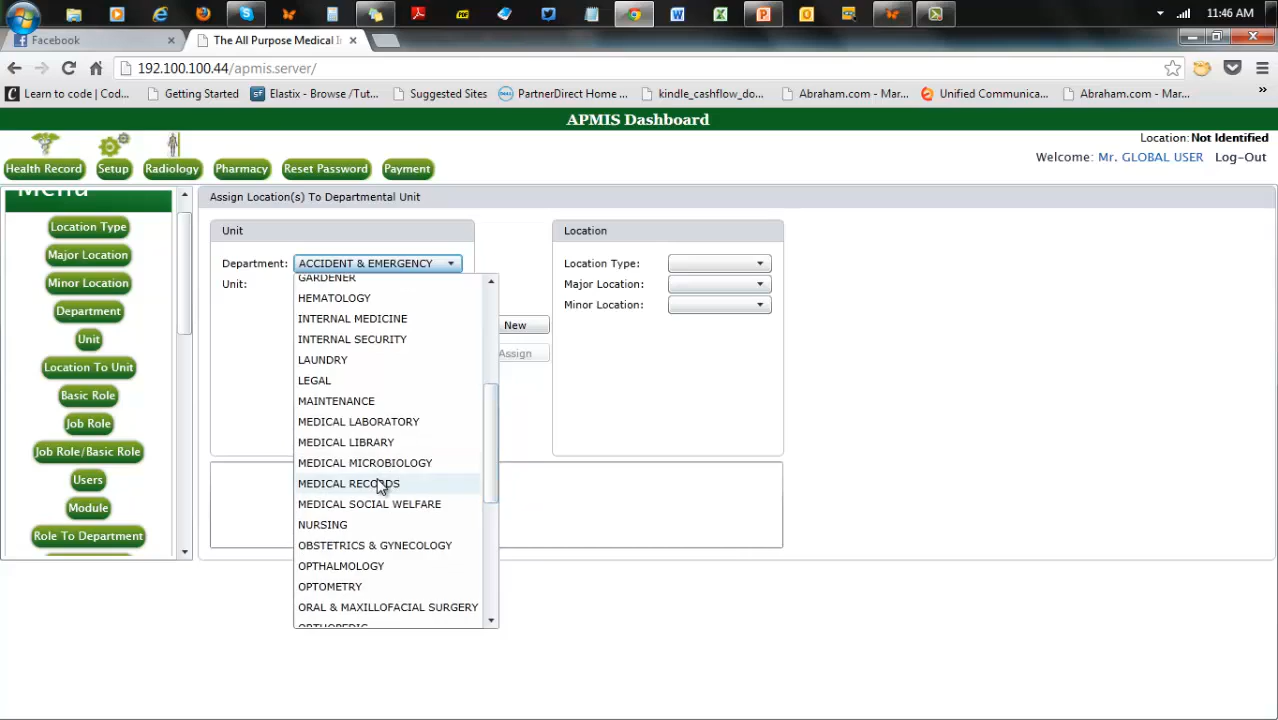 11:46 AM
Facebook
The All Purpose Medical I
192.100.100.44/apmis.server/
Learn to code | Cod...
Getting Started
Elastix - Browse /Tut...
Suggested Sites
PartnerDirect Home ...
kindle_cashflow_do...
Abraham.com - Mar...
Unified Communica...
Abraham.com - Mar...
APMIS Dashboard
Location: Not Identified
Health Record
Setup
Radiology
Pharmacy
Reset Password
Payment
Welcome: Mr. GLOBAL USER
Log-Out
Menu
Location Type
Major Location
Minor Location
Department
Unit
Location To Unit
Basic Role
Job Role
Job Role/Basic Role
Users
Module
Role To Department
Assign Location(s) To Departmental Unit
Unit
Department: ACCIDENT & EMERGENCY
Unit:
GARDENER
HEMATOLOGY
INTERNAL MEDICINE
INTERNAL SECURITY
LAUNDRY
LEGAL
MAINTENANCE
MEDICAL LABORATORY
MEDICAL LIBRARY
MEDICAL MICROBIOLOGY
MEDICAL RECORDS
MEDICAL SOCIAL WELFARE
NURSING
OBSTETRICS & GYNECOLOGY
OPTHALMOLOGY
OPTOMETRY
ORAL & MAXILLOFACIAL SURGERY
ORTHOPEDIC
New
Assign
Location
Location Type:
Major Location:
Minor Location: